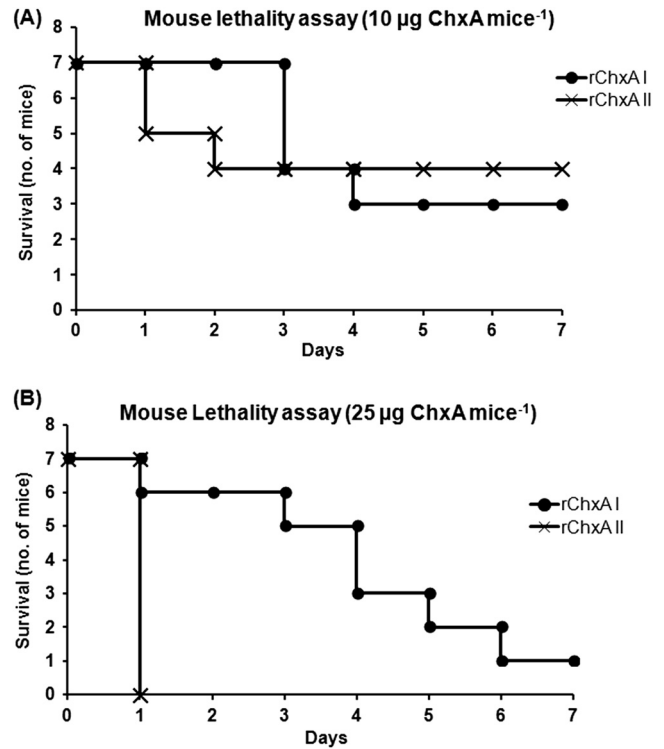 (A)
Mouse lethality assay (10 µg ChxA mice⁻¹)
8
7
6
5
4
3
2
1
0
Survival (no. of mice)
0 1 2 3 4 5 6 7
Days
rChxA I
rChxA II
(B)
Mouse Lethality assay (25 µg ChxA mice⁻¹)
8
7
6
5
4
3
2
1
0
Survival (no. of mice)
0 1 2 3 4 5 6 7
Days
rChxA I
rChxA II